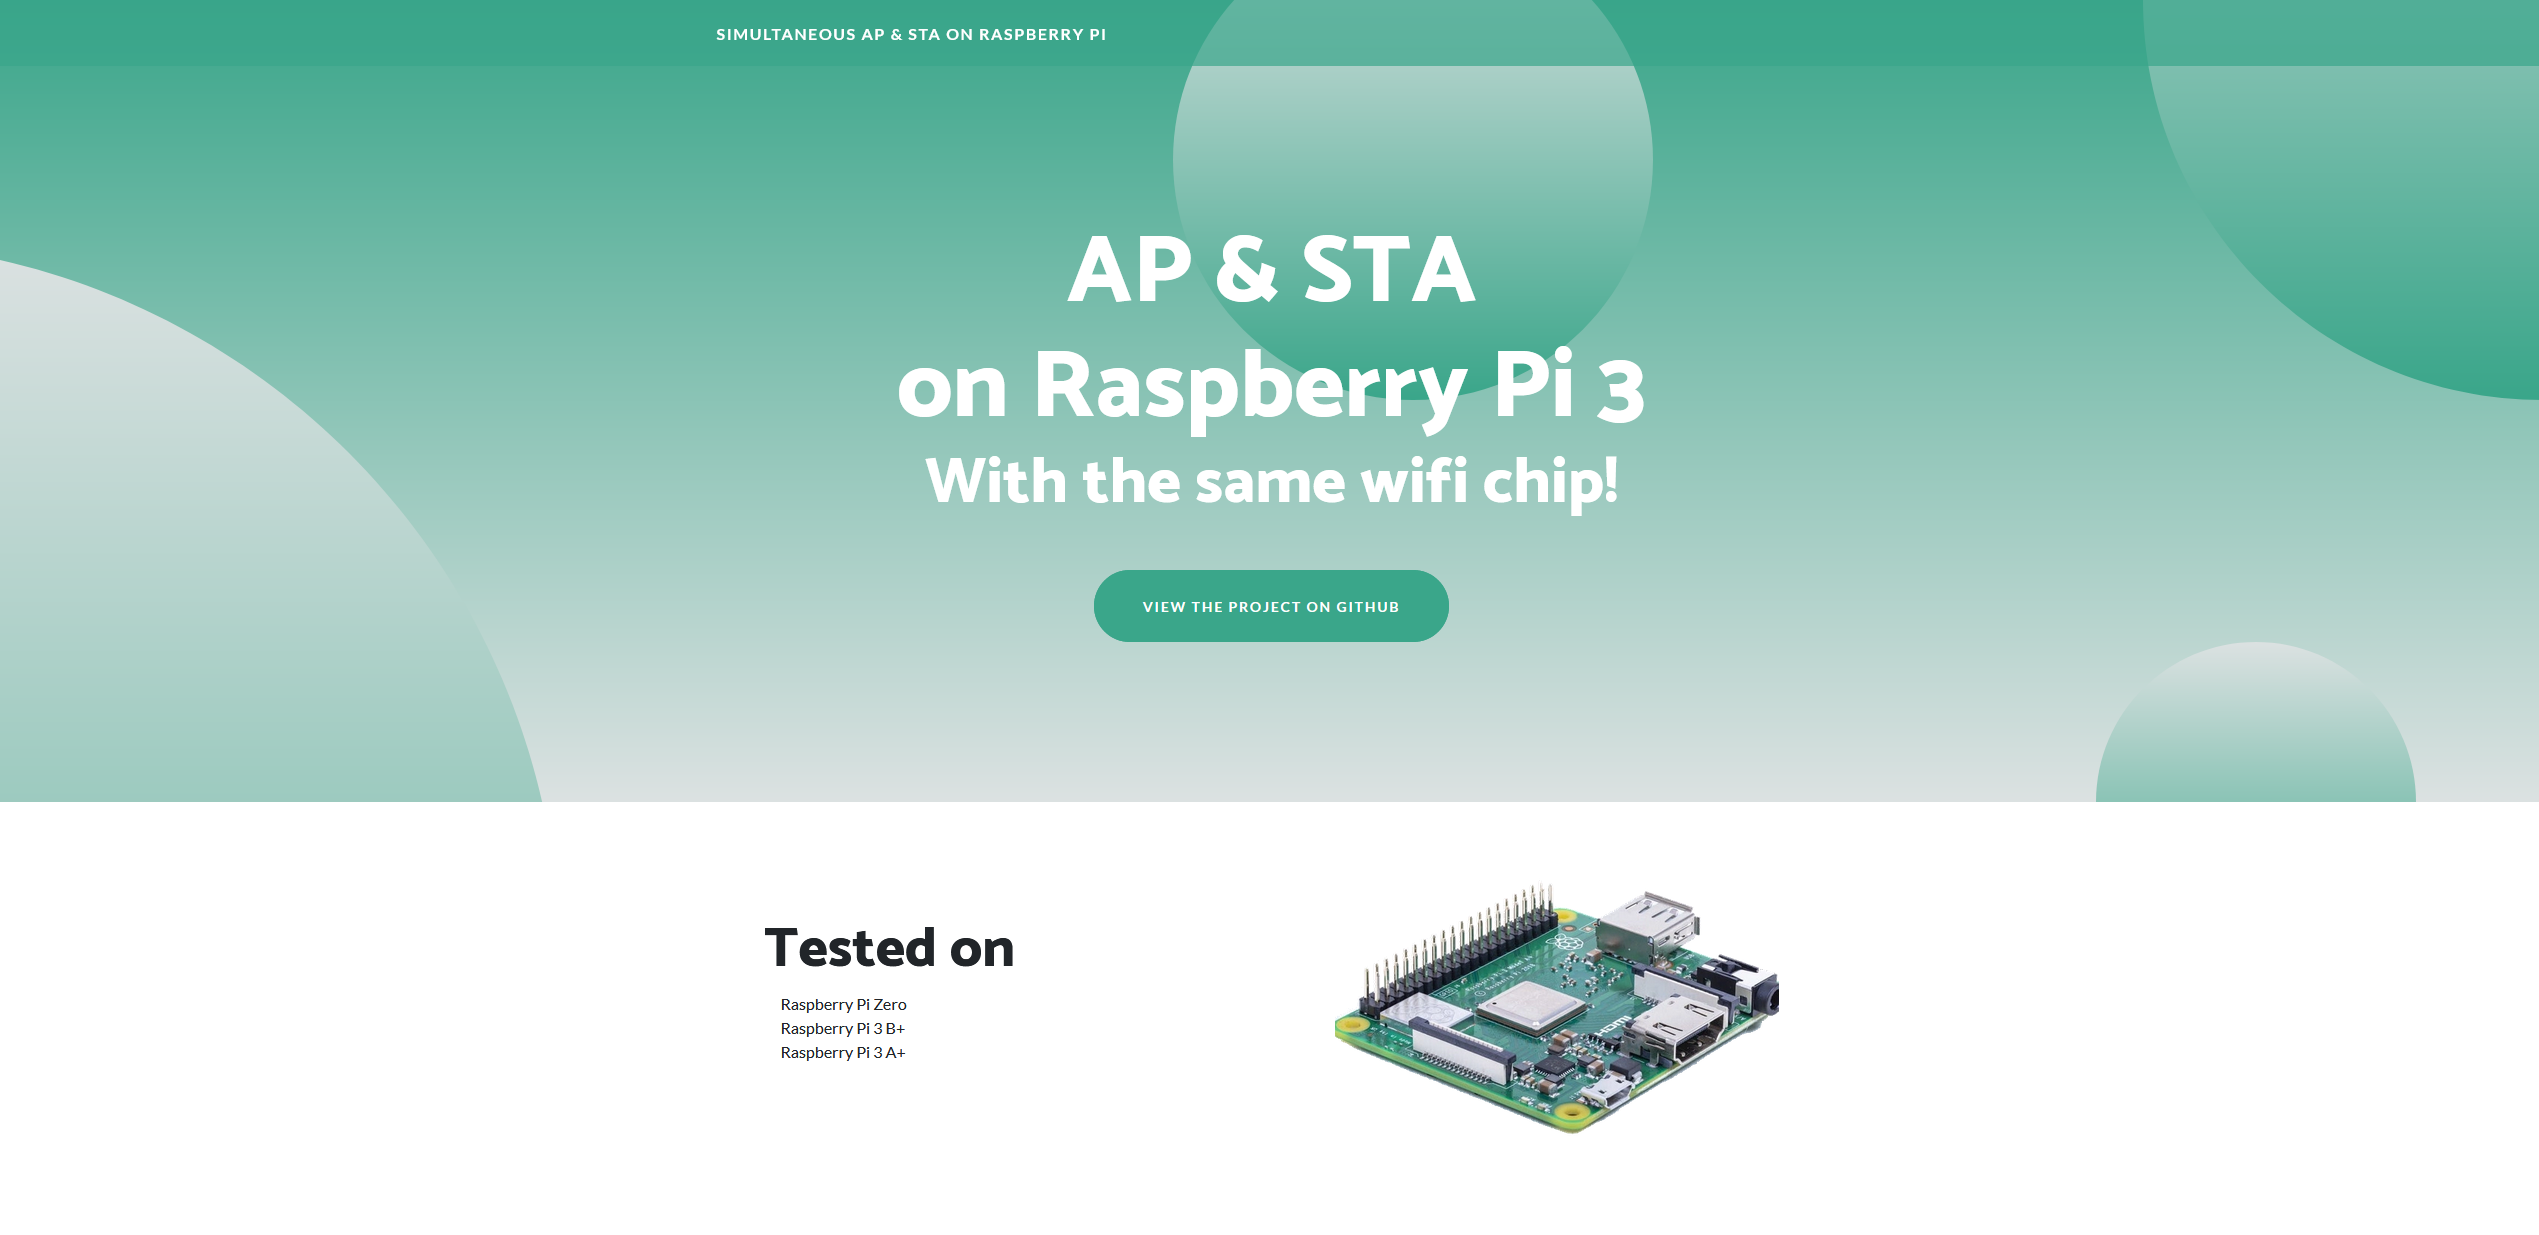 SIMULTANEOUS AP & STA ON RASPBERRY PI
AP & STA
on Raspberry Pi 3
With the same wifi chip!
VIEW THE PROJECT ON GITHUB
Tested on
Raspberry Pi Zero
Raspberry Pi 3 B+
Raspberry Pi 3 A+
HDMI